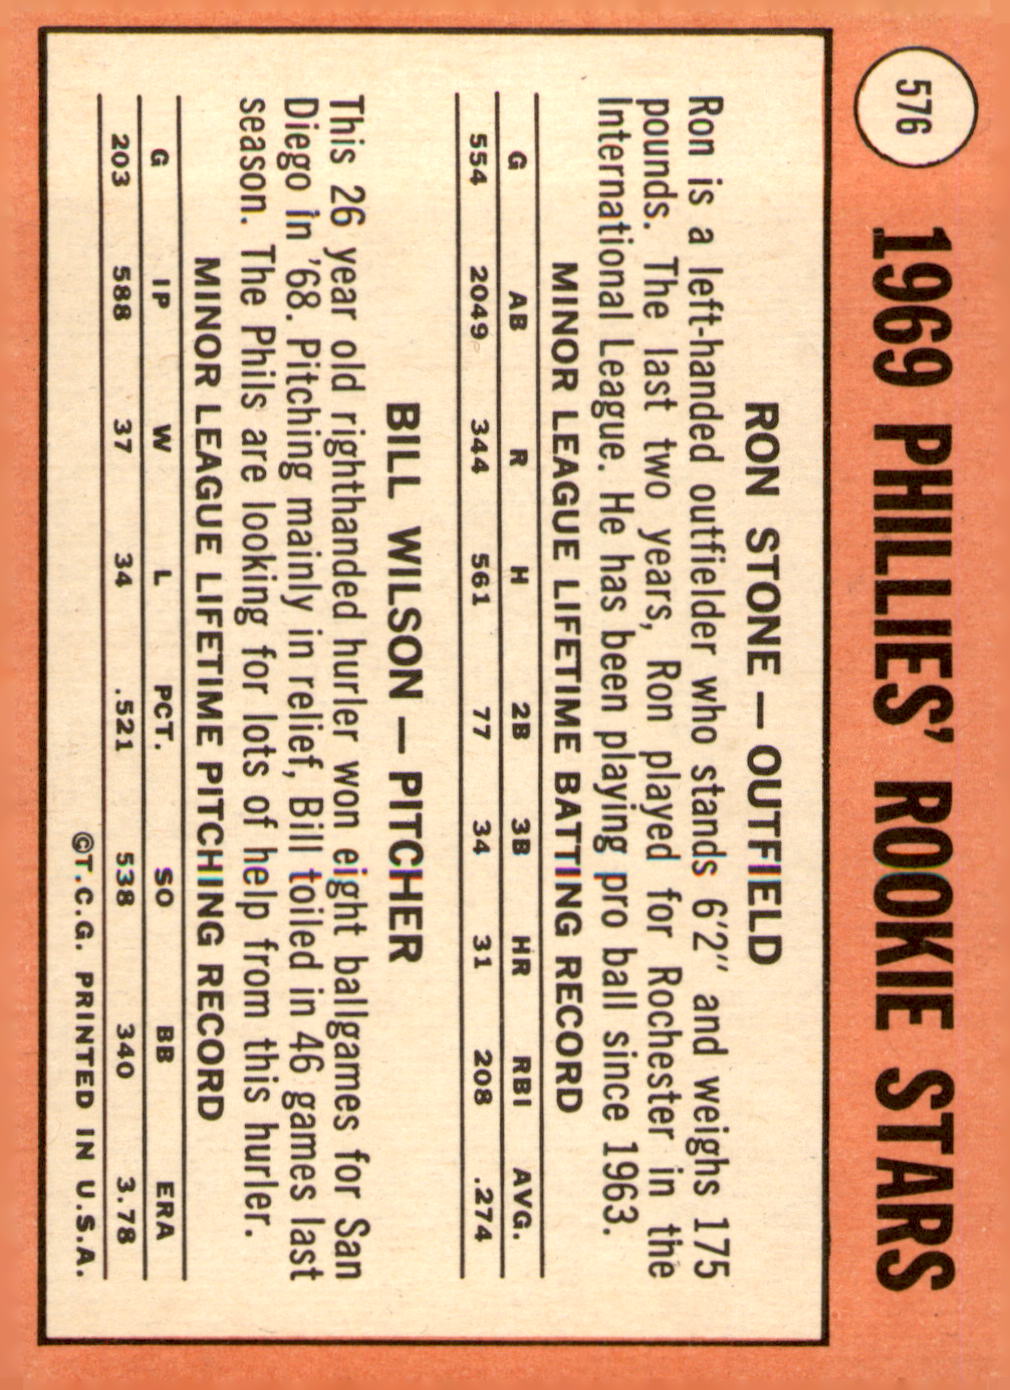 576
1969 PHILLIES' ROOKIE STARS
RON STONE — OUTFIELD
Ron is a left-handed outfielder who stands 6'2" and weighs 175
pounds. The last two years, Ron played for Rochester in the
International League. He has been playing pro ball since 1963.
MINOR LEAGUE LIFETIME BATTING RECORD
G AB R H 2B 3B HR RBI AVG.
554 2049 344 561 77 34 31 208 .274
BILL WILSON — PITCHER
This 26 year old righthanded hurler won eight ballgames for San
Diego in '68. Pitching mainly in relief, Bill toiled in 46 games last
season. The Phils are looking for lots of help from this hurler.
MINOR LEAGUE LIFETIME PITCHING RECORD
G IP W L PCT. SO BB ERA
203 588 37 34 .521 538 340 3.78
©T.C.G. PRINTED IN U.S.A.